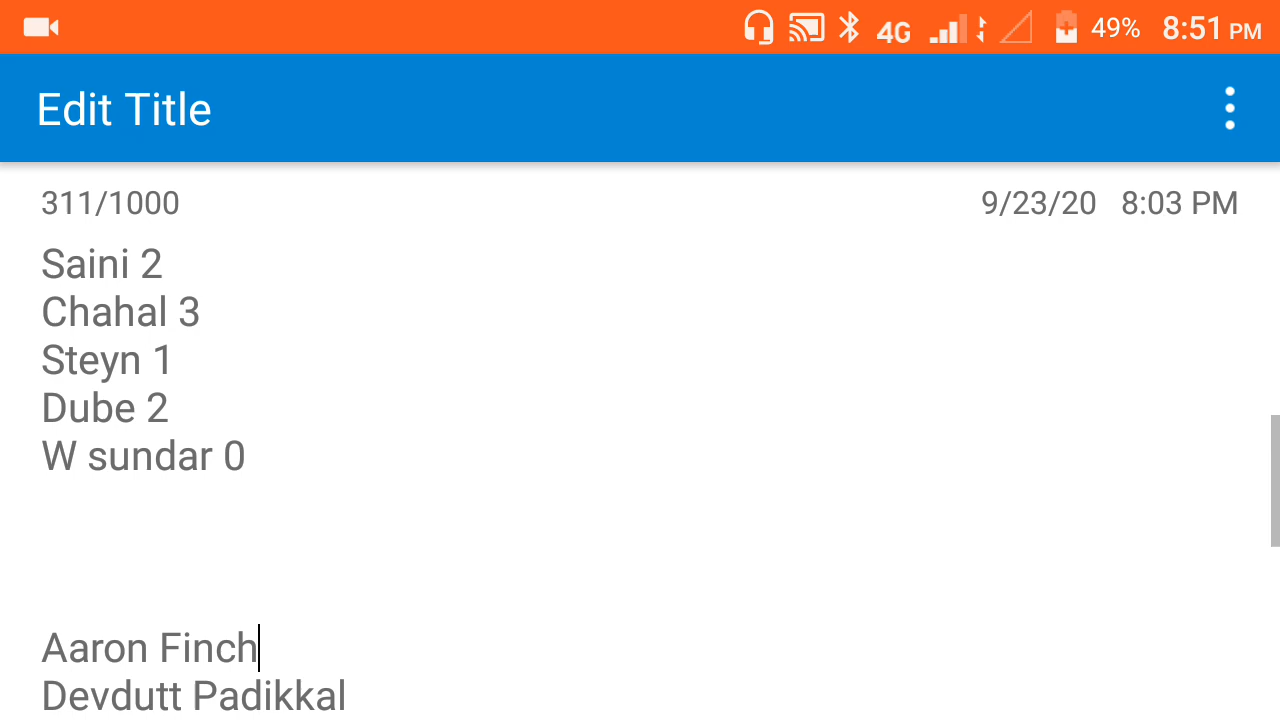 4G 49% 8:51 PM
Edit Title
311/1000 9/23/20 8:03 PM
Saini 2
Chahal 3
Steyn 1
Dube 2
W sundar 0
Aaron Finch
Devdutt Padikkal